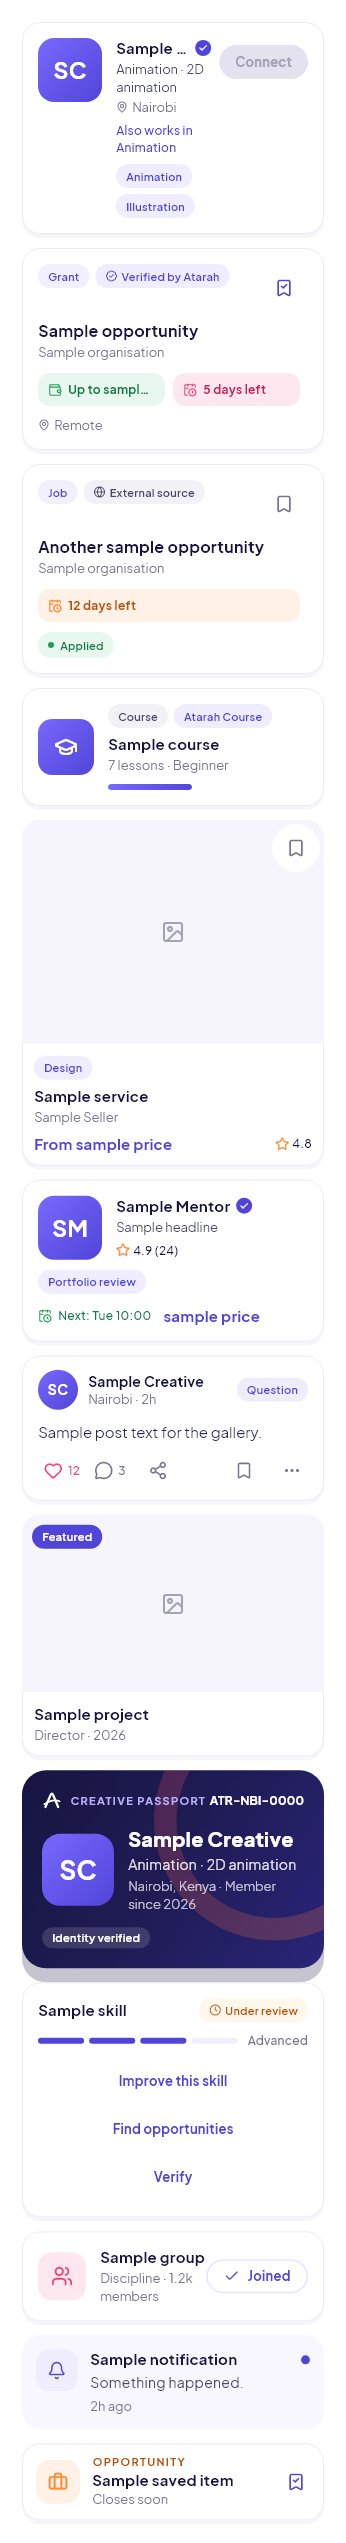 SC
Sample ...
Connect
Animation · 2D
animation
Nairobi
Also works in
Animation
Animation
Illustration
Grant
Verified by Atarah
Sample opportunity
Sample organisation
Up to sampl...
5 days left
Remote
Job
External source
Another sample opportunity
Sample organisation
12 days left
Applied
Course
Atarah Course
Sample course
7 lessons · Beginner
Design
Sample service
Sample Seller
From sample price
4.8
SM
Sample Mentor
Sample headline
4.9 (24)
Portfolio review
Next: Tue 10:00
sample price
SC
Sample Creative
Nairobi · 2h
Question
Sample post text for the gallery.
12
3
Featured
Sample project
Director · 2026
CREATIVE PASSPORT ATR-NBI-0000
SC
Sample Creative
Animation · 2D animation
Nairobi, Kenya · Member
since 2026
Identity verified
Sample skill
Under review
Advanced
Improve this skill
Find opportunities
Verify
Sample group
Discipline · 1.2k
members
Joined
Sample notification
Something happened.
2h ago
OPPORTUNITY
Sample saved item
Closes soon